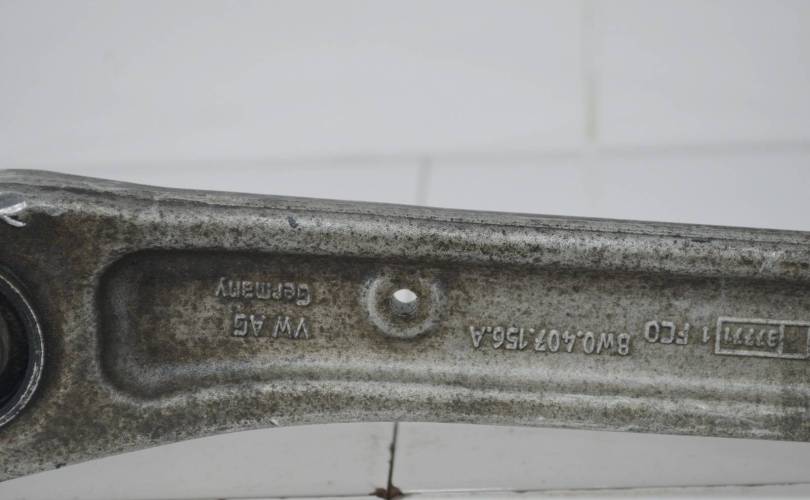 VW AG
Germany
8W0.407.156.A
1 FCO